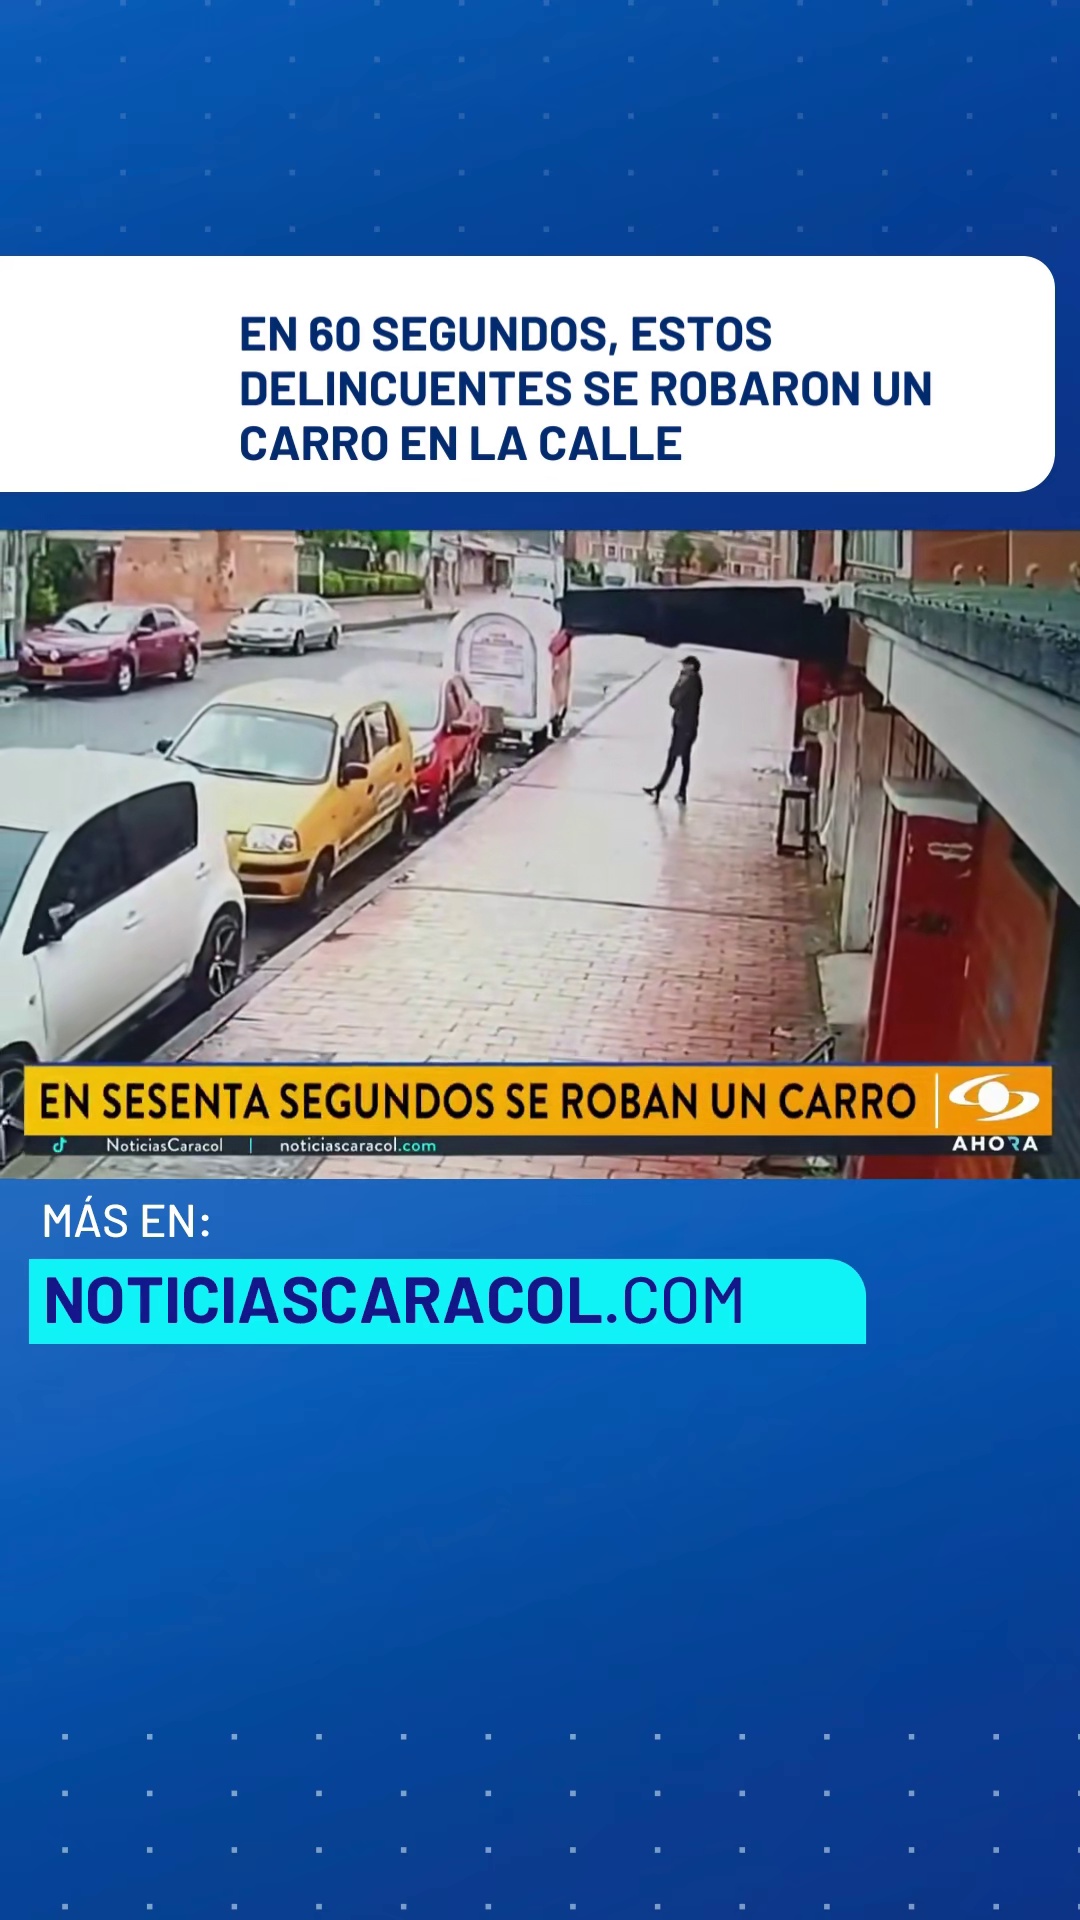 EN 60 SEGUNDOS, ESTOS
DELINCUENTES SE ROBARON UN
CARRO EN LA CALLE
EN SESENTA SEGUNDOS SE ROBAN UN CARRO
NoticiasCaracol | noticiascaracol.com
AHORA
MÁS EN:
NOTICIASCARACOL.COM